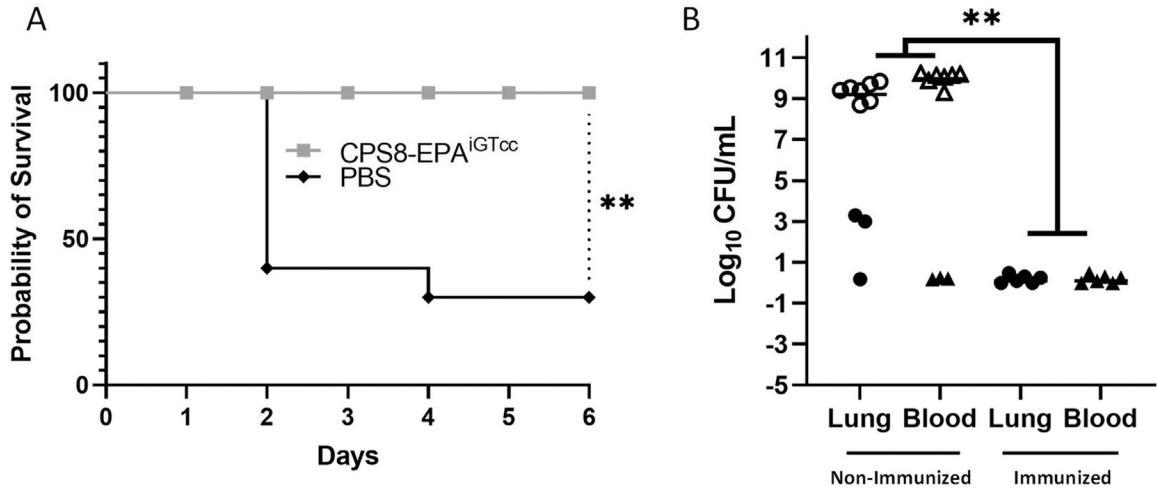 A
Probability of Survival
100
50
0
CPS8-EPA^iGTcc
PBS
**
0 1 2 3 4 5 6
Days
B
**
Log₁₀ CFU/mL
11
9
7
5
3
1
-1
-3
-5
Lung Blood Lung Blood
Non-Immunized Immunized